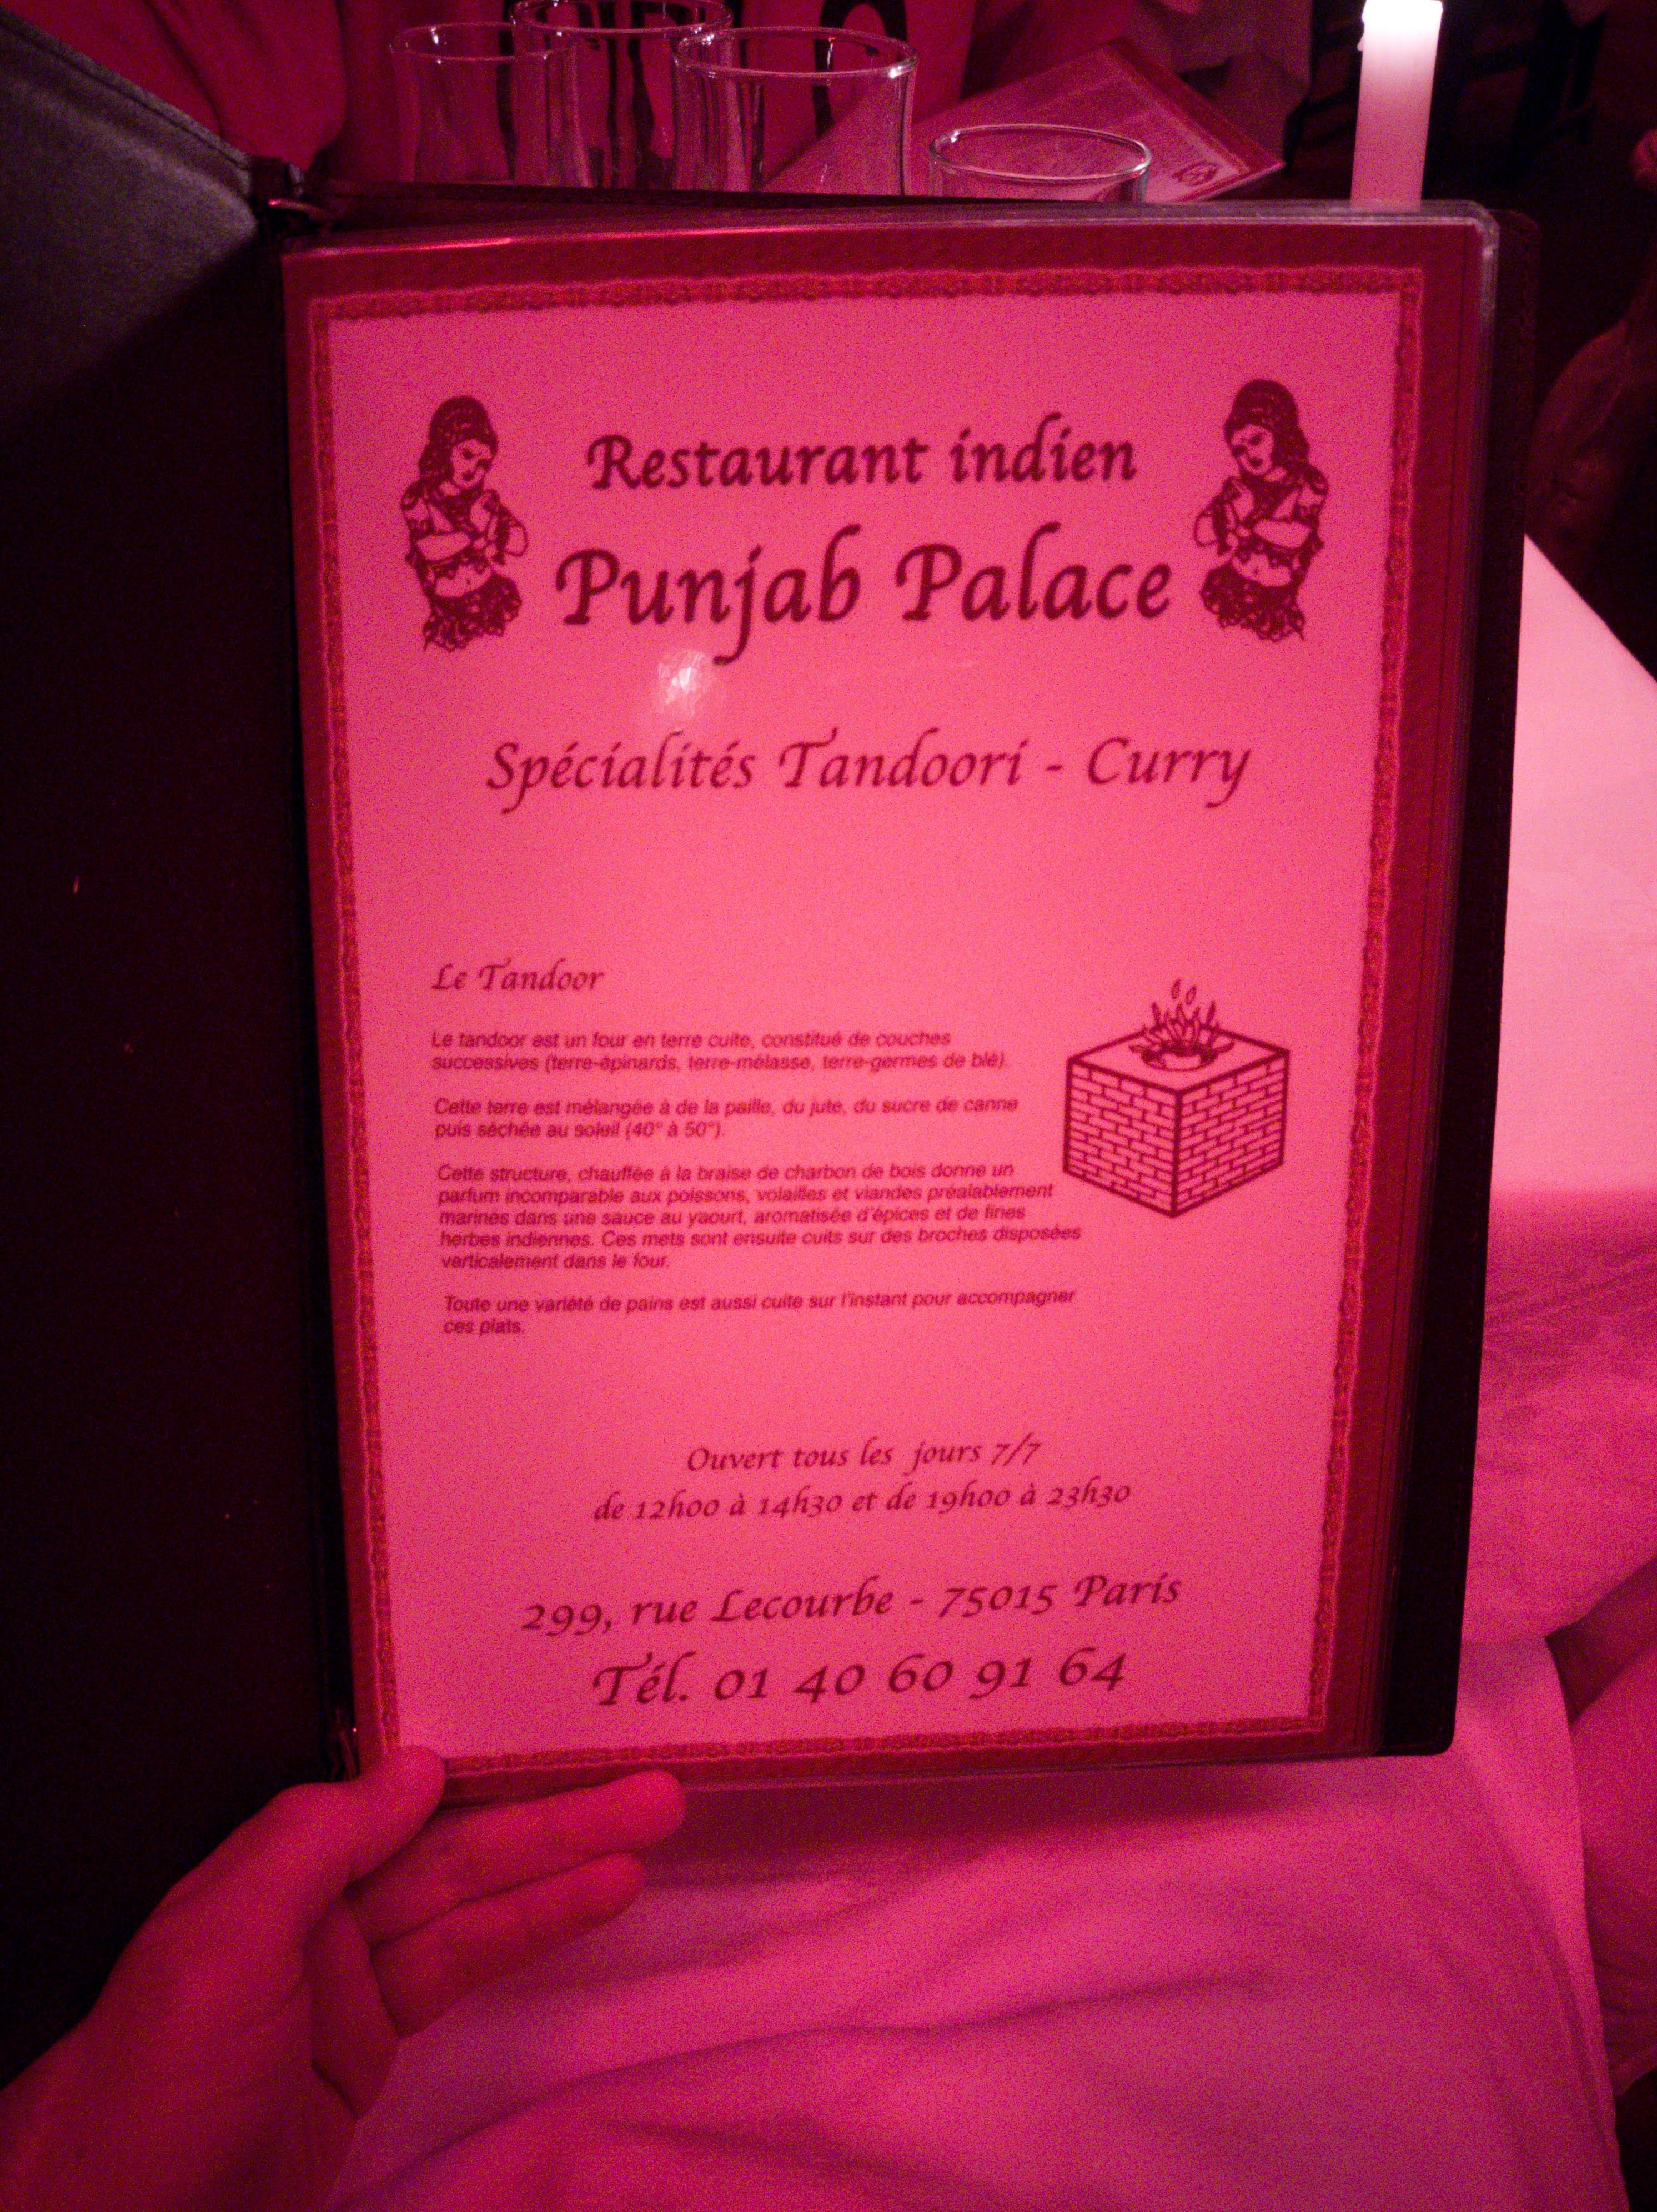 Restaurant indien
Punjab Palace
Spécialités Tandoori - Curry
Le Tandoor
Le tandoor est un four en terre cuite, constitué de couches
successives (terre-épinards, terre-mélasse, terre-germes de blé).
Cette terre est mélangée à de la paille, du jute, du sucre de canne
puis séchée au soleil (40° à 50°).
Cette structure, chauffée à la braise de charbon de bois donne un
parfum incomparable aux poissons, volailles et viandes préalablement
marinés dans une sauce au yaourt, aromatisée d'épices et de fines
herbes indiennes. Ces mets sont ensuite cuits sur des broches disposées
verticalement dans le four.
Toute une variété de pains est aussi cuite sur l'instant pour accompagner
ces plats.
Ouvert tous les jours 7/7
de 12h00 à 14h30 et de 19h00 à 23h30
299, rue Lecourbe - 75015 Paris
Tél. 01 40 60 91 64